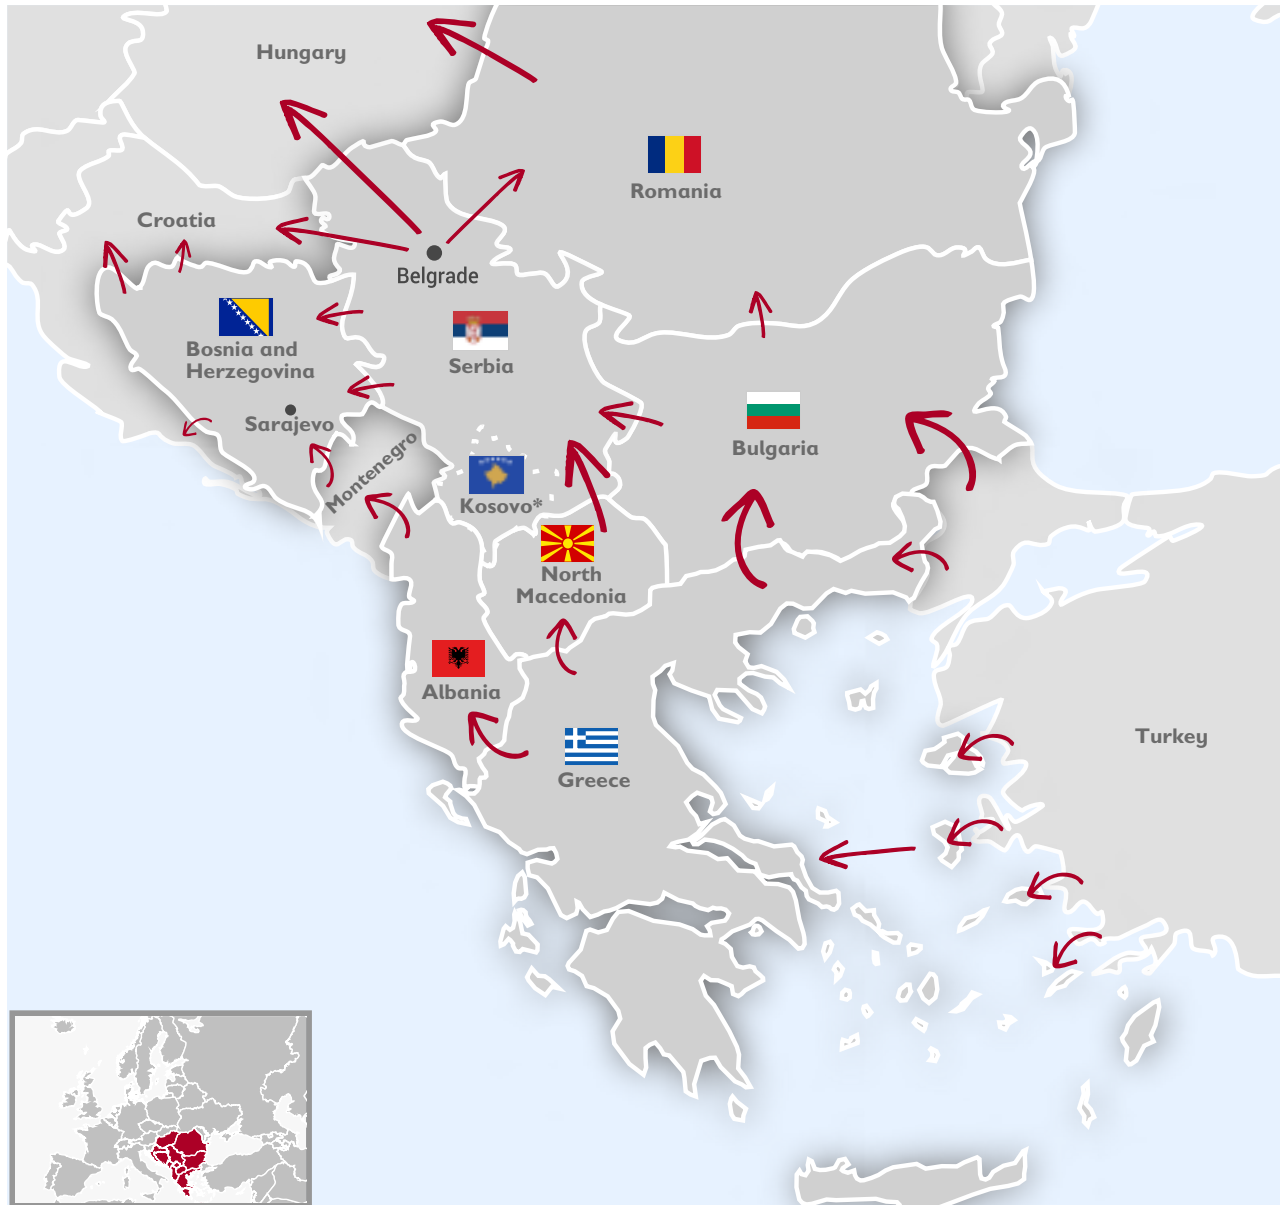 Hungary
Romania
Croatia
Belgrade
Bosnia and
Herzegovina
Serbia
Sarajevo
Bulgaria
Montenegro
Kosovo*
North
Macedonia
Albania
Turkey
Greece